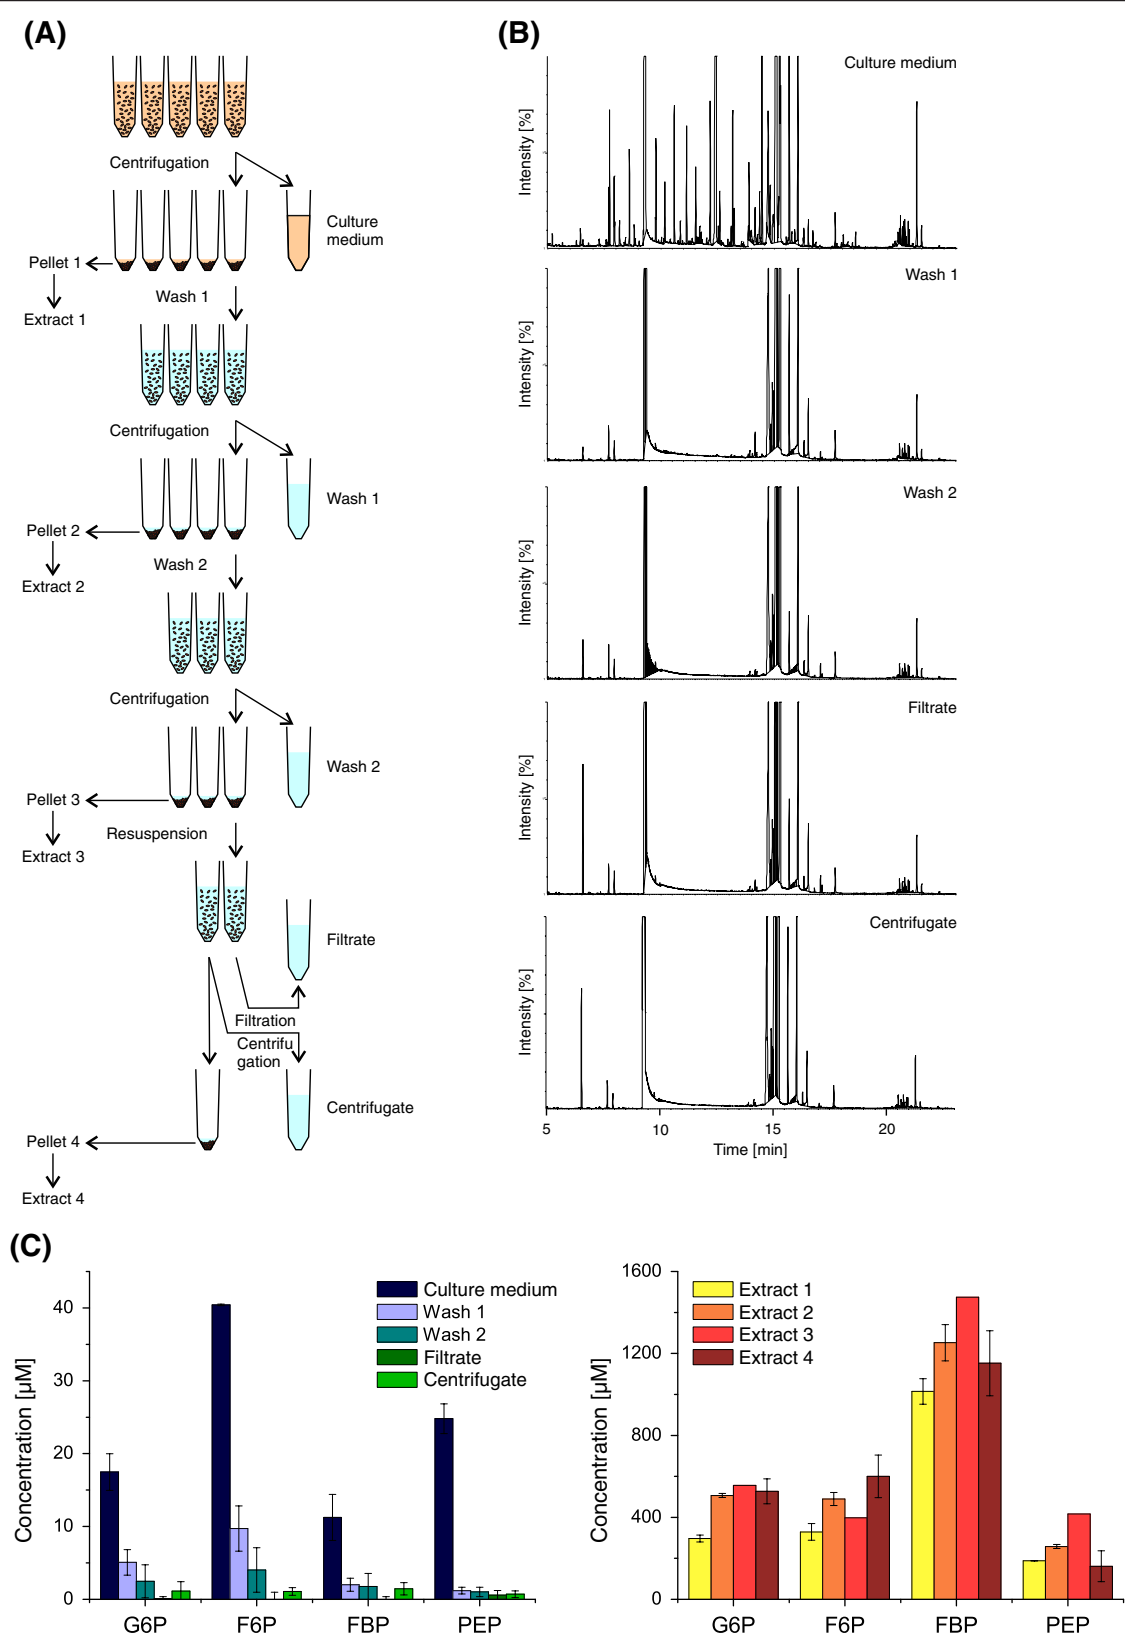 (A)
Centrifugation
Culture
medium
Pellet 1
Wash 1
Extract 1
Centrifugation
Wash 1
Pellet 2
Wash 2
Extract 2
Centrifugation
Wash 2
Pellet 3
Resuspension
Extract 3
Filtrate
Filtration
Centrifu
gation
Centrifugate
Pellet 4
Extract 4
(B)
Culture medium
Intensity [%]
Wash 1
Intensity [%]
Wash 2
Intensity [%]
Filtrate
Intensity [%]
Centrifugate
Intensity [%]
5 10 15 20
Time [min]
(C)
Concentration [µM]
40
30
20
10
0
Culture medium
Wash 1
Wash 2
Filtrate
Centrifugate
G6P F6P FBP PEP
Concentration [µM]
1600
1200
800
400
0
Extract 1
Extract 2
Extract 3
Extract 4
G6P F6P FBP PEP